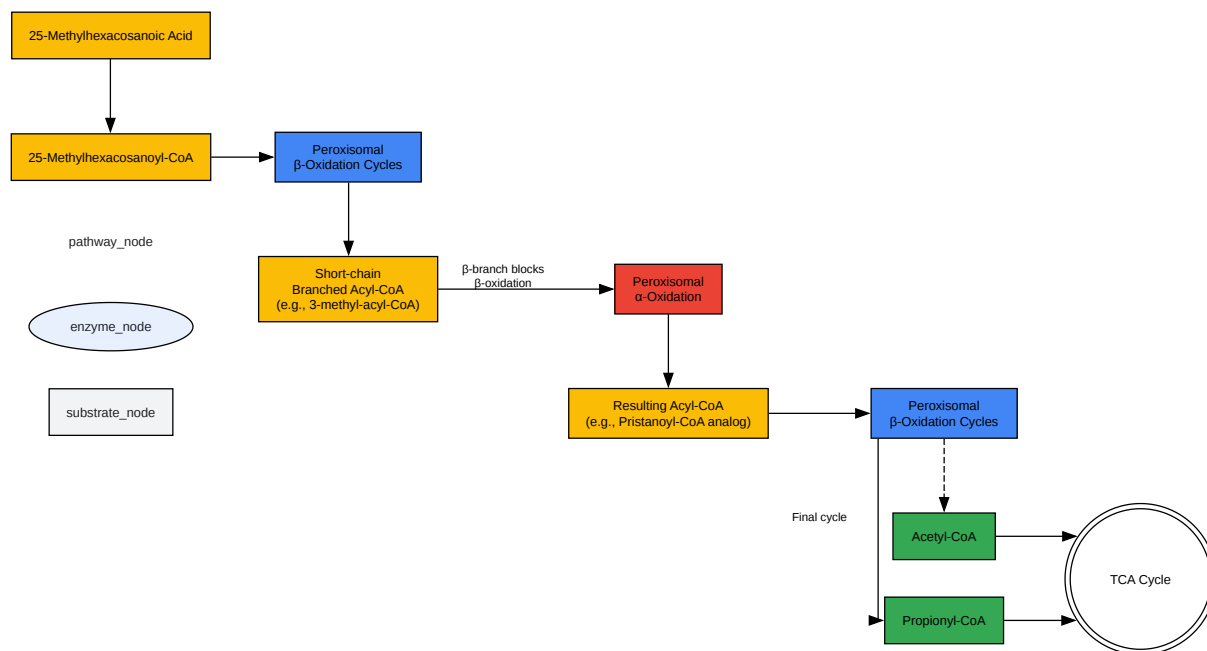 25-Methylhexacosanoic Acid
25-Methylhexacosanoyl-CoA
Peroxisomal
β-Oxidation Cycles
pathway_node
Short-chain
Branched Acyl-CoA
(e.g., 3-methyl-acyl-CoA)
β-branch blocks
β-oxidation
Peroxisomal
α-Oxidation
enzyme_node
substrate_node
Resulting Acyl-CoA
(e.g., Pristanoyl-CoA analog)
Peroxisomal
β-Oxidation Cycles
Final cycle
Acetyl-CoA
TCA Cycle
Propionyl-CoA